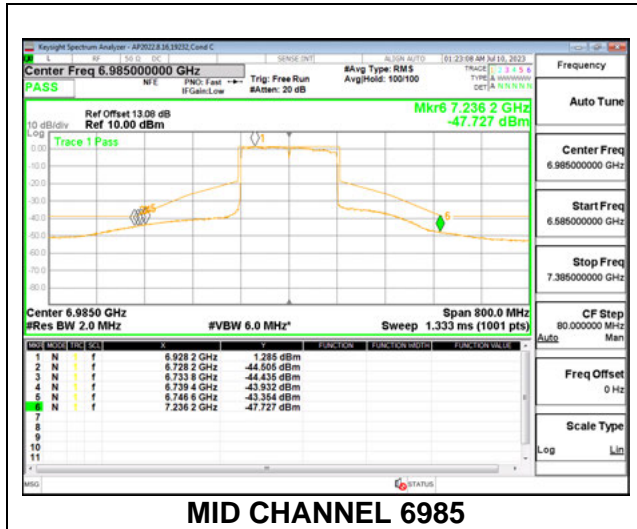 Keysight Spectrum Analyzer - AP2022.8.16,19232,Cond C
RF 50 Ω DC SENSE:INT ALIGN AUTO 01:23:08 AM Jul 10, 2023
Center Freq 6.985000000 GHz
PASS
NFE
PNO: Fast
IFGain:Low
Trig: Free Run
#Atten: 20 dB
#Avg Type: RMS
Avg|Hold: 100/100
TRACE 1 2 3 4 5 6
TYPE A WWWWW
DET A N N N N N
Ref Offset 13.08 dB
10 dB/div Ref 10.00 dBm
Mkr6 7.236 2 GHz
-47.727 dBm
Log
Trace 1 Pass
1
0.00
-10.0
-20.0
-30.0
-40.0
-50.0
-60.0
-70.0
-80.0
5
6
Center 6.9850 GHz Span 800.0 MHz
#Res BW 2.0 MHz #VBW 6.0 MHz* Sweep 1.333 ms (1001 pts)
MKR MODE TRC SCL X Y FUNCTION FUNCTION WIDTH FUNCTION VALUE
1 N 1 f 6.928 2 GHz 1.285 dBm
2 N 1 f 6.728 2 GHz -44.505 dBm
3 N 1 f 6.733 8 GHz -44.435 dBm
4 N 1 f 6.739 4 GHz -43.932 dBm
5 N 1 f 6.746 6 GHz -43.354 dBm
6 N 1 f 7.236 2 GHz -47.727 dBm
7
8
9
10
11
MSG STATUS
Frequency
Auto Tune
Center Freq
6.985000000 GHz
Start Freq
6.585000000 GHz
Stop Freq
7.385000000 GHz
CF Step
80.000000 MHz
Auto Man
Freq Offset
0 Hz
Scale Type
Log Lin
MID CHANNEL 6985